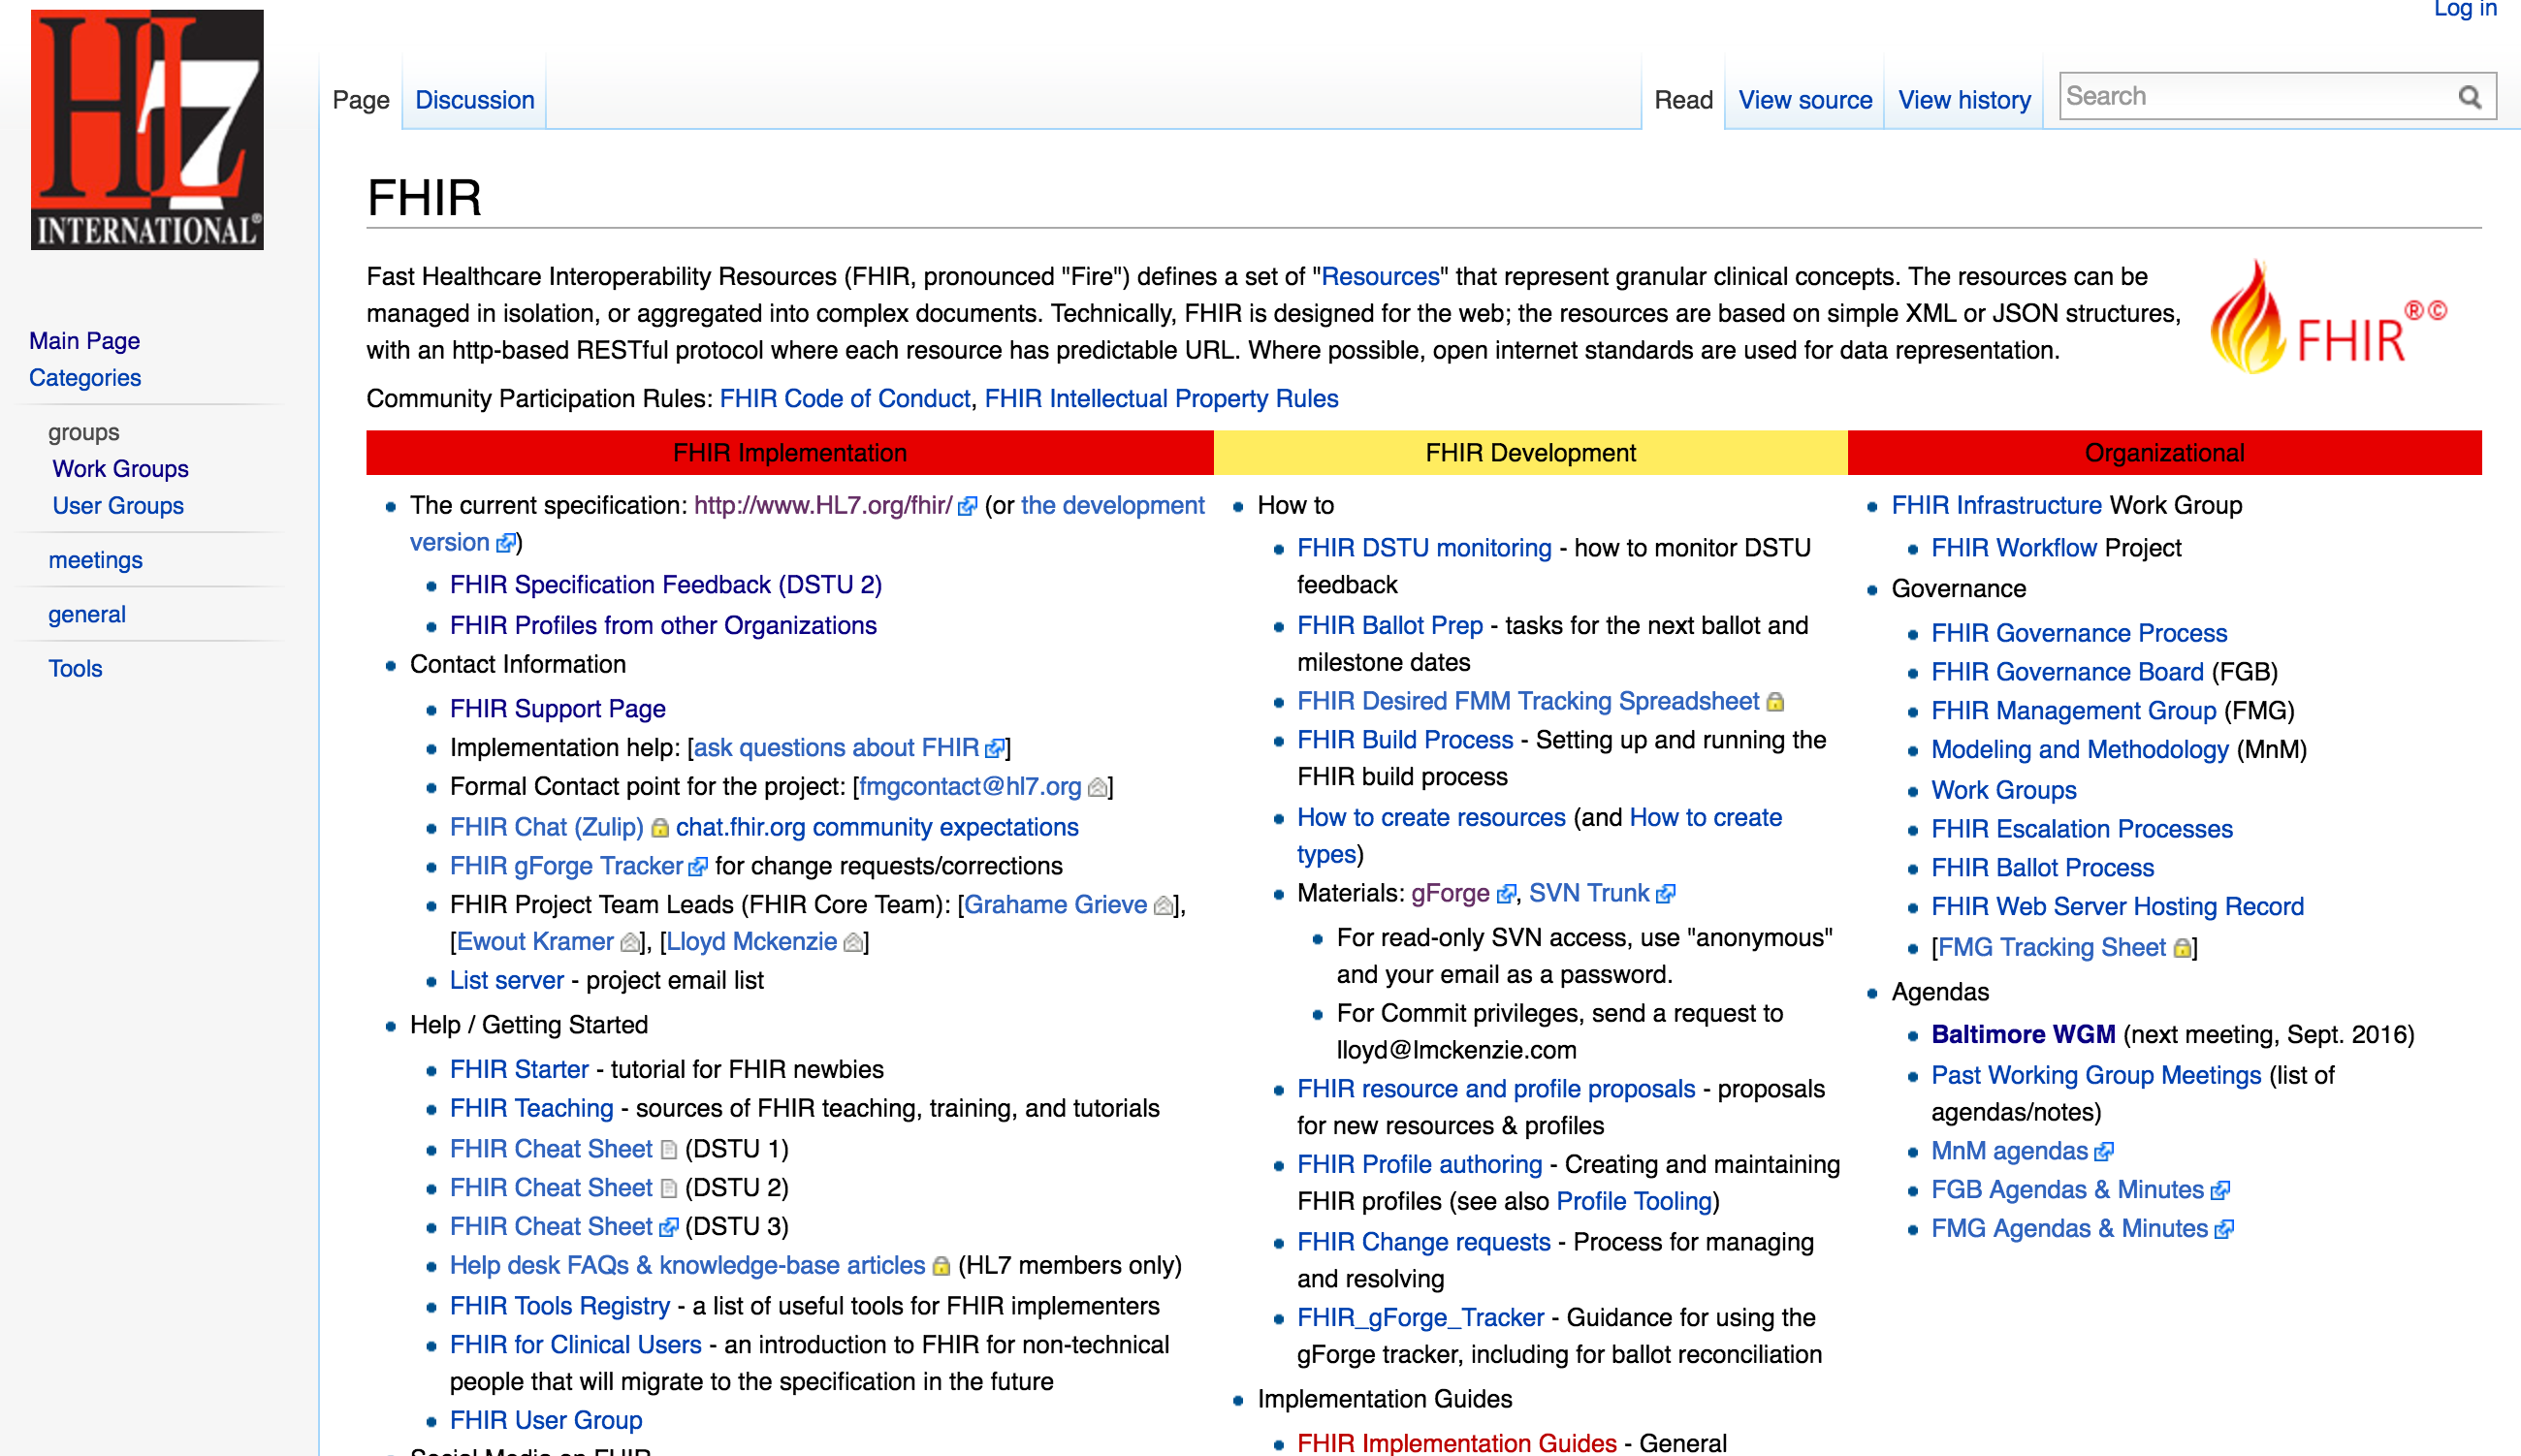 Log in
HL7
INTERNATIONAL®
Page
Discussion
Read
View source
View history
Search
FHIR
Fast Healthcare Interoperability Resources (FHIR, pronounced "Fire") defines a set of "Resources" that represent granular clinical concepts. The resources can be
managed in isolation, or aggregated into complex documents. Technically, FHIR is designed for the web; the resources are based on simple XML or JSON structures,
with an http-based RESTful protocol where each resource has predictable URL. Where possible, open internet standards are used for data representation.
FHIR®©
Community Participation Rules: FHIR Code of Conduct, FHIR Intellectual Property Rules
Main Page
Categories
groups
Work Groups
User Groups
meetings
general
Tools
FHIR Implementation
The current specification: http://www.HL7.org/fhir/ (or the development
version)
FHIR Specification Feedback (DSTU 2)
FHIR Profiles from other Organizations
Contact Information
FHIR Support Page
Implementation help: [ask questions about FHIR]
Formal Contact point for the project: [fmgcontact@hl7.org]
FHIR Chat (Zulip) chat.fhir.org community expectations
FHIR gForge Tracker for change requests/corrections
FHIR Project Team Leads (FHIR Core Team): [Grahame Grieve],
[Ewout Kramer], [Lloyd Mckenzie]
List server - project email list
Help / Getting Started
FHIR Starter - tutorial for FHIR newbies
FHIR Teaching - sources of FHIR teaching, training, and tutorials
FHIR Cheat Sheet (DSTU 1)
FHIR Cheat Sheet (DSTU 2)
FHIR Cheat Sheet (DSTU 3)
Help desk FAQs & knowledge-base articles (HL7 members only)
FHIR Tools Registry - a list of useful tools for FHIR implementers
FHIR for Clinical Users - an introduction to FHIR for non-technical
people that will migrate to the specification in the future
FHIR User Group
Social Media on FHIR
FHIR Development
How to
FHIR DSTU monitoring - how to monitor DSTU
feedback
FHIR Ballot Prep - tasks for the next ballot and
milestone dates
FHIR Desired FMM Tracking Spreadsheet
FHIR Build Process - Setting up and running the
FHIR build process
How to create resources (and How to create
types)
Materials: gForge, SVN Trunk
For read-only SVN access, use "anonymous"
and your email as a password.
For Commit privileges, send a request to
lloyd@lmckenzie.com
FHIR resource and profile proposals - proposals
for new resources & profiles
FHIR Profile authoring - Creating and maintaining
FHIR profiles (see also Profile Tooling)
FHIR Change requests - Process for managing
and resolving
FHIR_gForge_Tracker - Guidance for using the
gForge tracker, including for ballot reconciliation
Implementation Guides
FHIR Implementation Guides - General
Organizational
FHIR Infrastructure Work Group
FHIR Workflow Project
Governance
FHIR Governance Process
FHIR Governance Board (FGB)
FHIR Management Group (FMG)
Modeling and Methodology (MnM)
Work Groups
FHIR Escalation Processes
FHIR Ballot Process
FHIR Web Server Hosting Record
[FMG Tracking Sheet]
Agendas
Baltimore WGM (next meeting, Sept. 2016)
Past Working Group Meetings (list of
agendas/notes)
MnM agendas
FGB Agendas & Minutes
FMG Agendas & Minutes